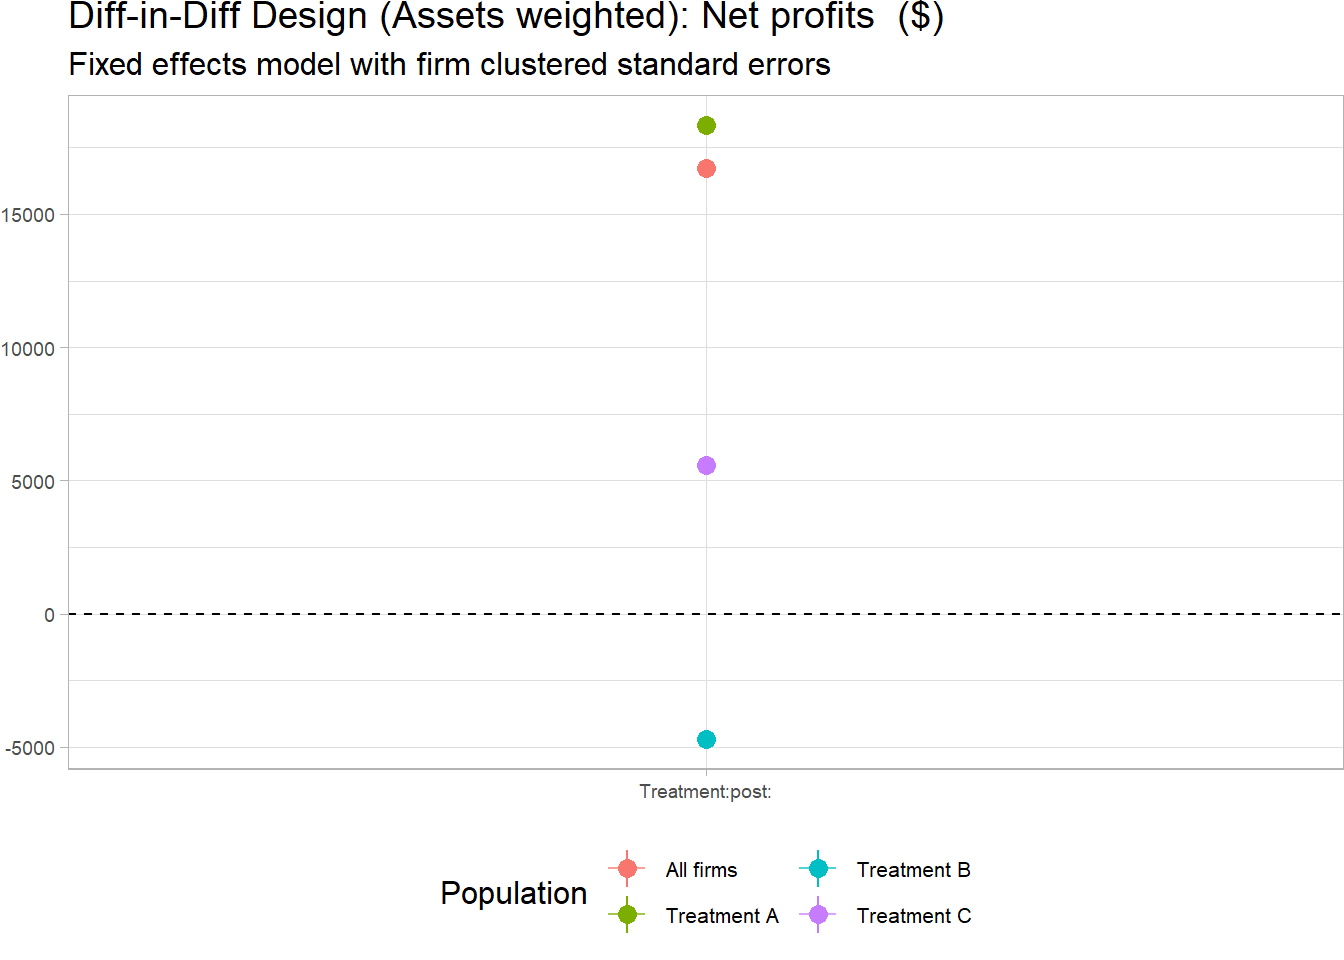 Diff-in-Diff Design (Assets weighted): Net profits  ($)
Fixed effects model with firm clustered standard errors
15000
10000
5000
0
-5000
Treatment:post:
Population
All firms
Treatment A
Treatment B
Treatment C